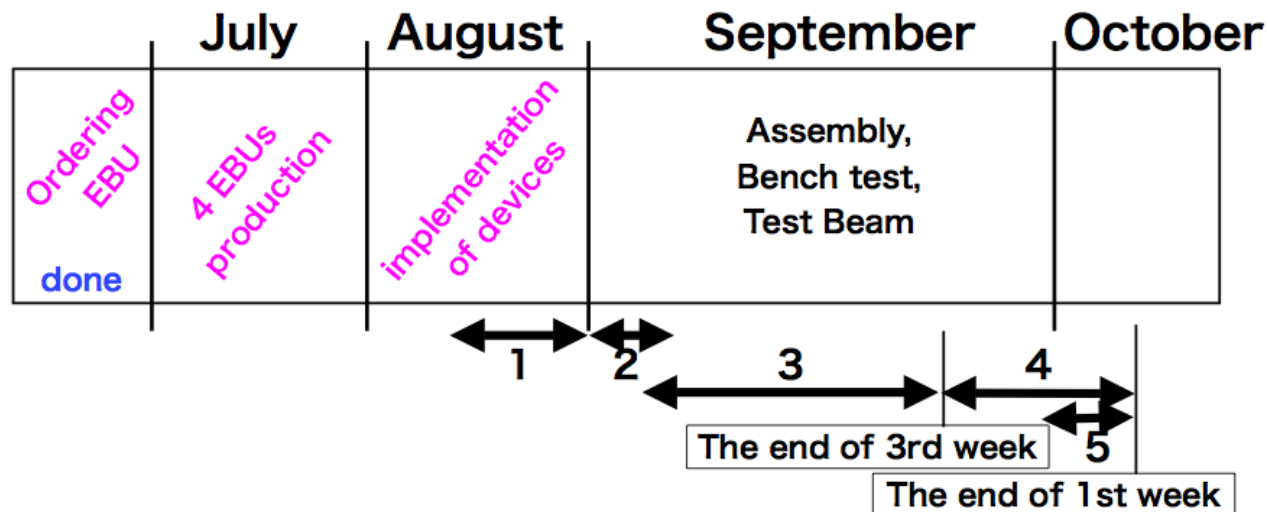 July
August
September
October
Ordering
EBU
done
4 EBUs
production
implementation
of devices
Assembly,
Bench test,
Test Beam
1
2
3
4
5
The end of 3rd week
The end of 1st week